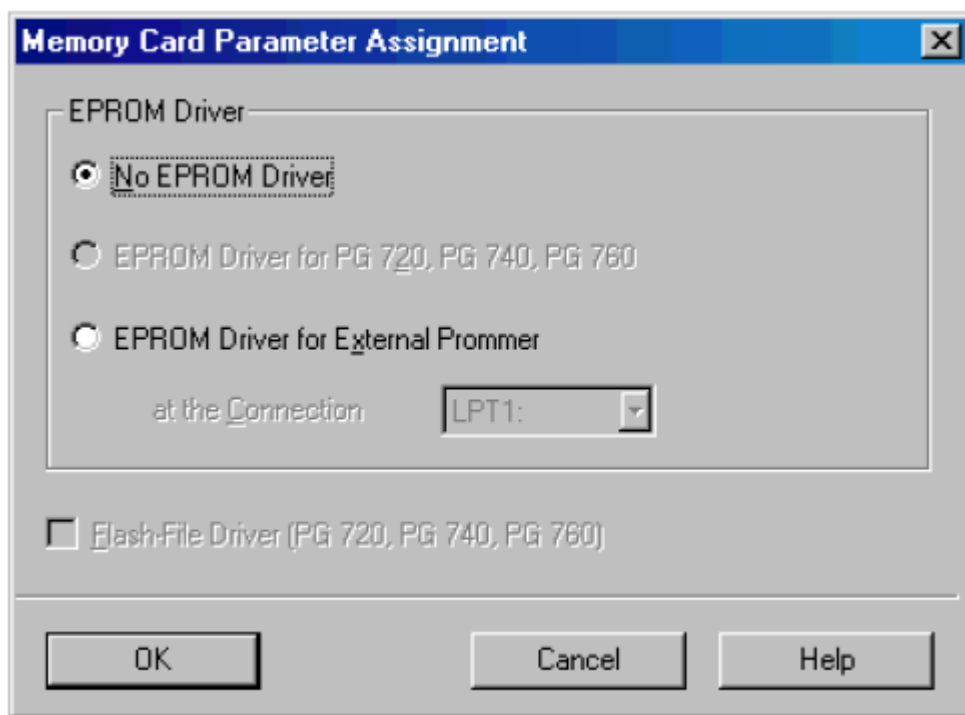 Memory Card Parameter Assignment
EPROM Driver
No EPROM Driver
EPROM Driver for PG 720, PG 740, PG 760
EPROM Driver for External Prommer
at the Connection LPT1:
Flash-File Driver (PG 720, PG 740, PG 760)
OK Cancel Help